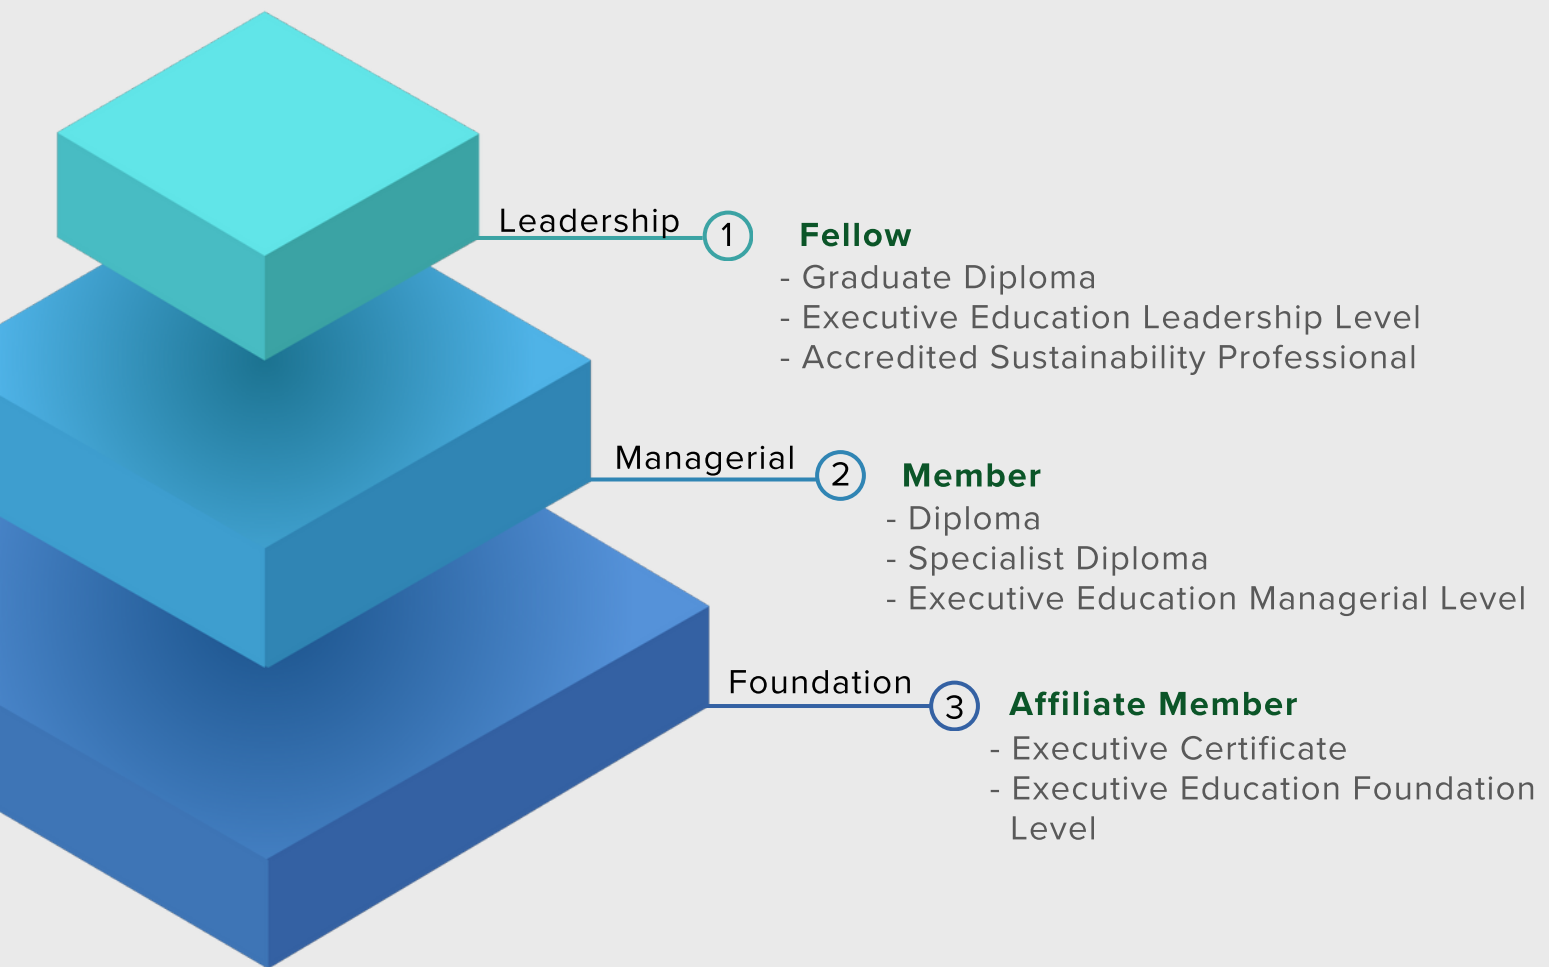 Leadership
1
Fellow
- Graduate Diploma
- Executive Education Leadership Level
- Accredited Sustainability Professional
Managerial
2
Member
- Diploma
- Specialist Diploma
- Executive Education Managerial Level
Foundation
3
Affiliate Member
- Executive Certificate
- Executive Education Foundation
Level